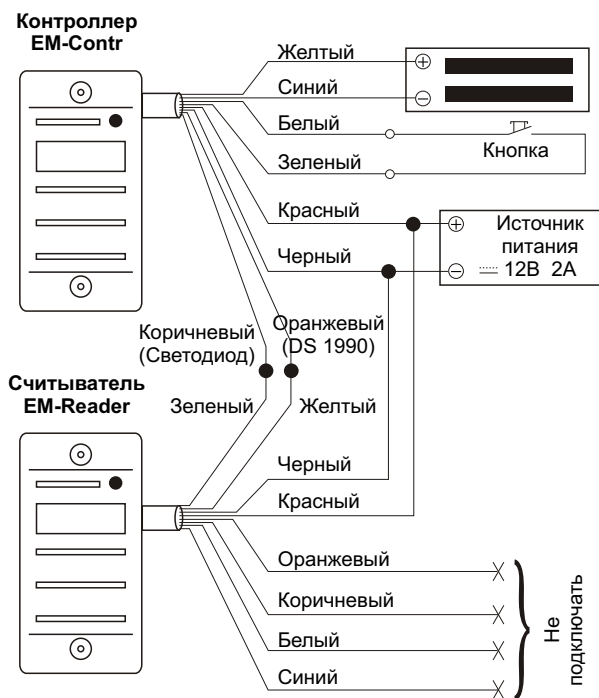 Контроллер
EM-Contr
Желтый
Синий
Белый
Кнопка
Зеленый
Красный
Источник
питания
12В 2А
Черный
Коричневый
(Светодиод)
Оранжевый
(DS 1990)
Считыватель
EM-Reader
Зеленый
Желтый
Черный
Красный
Оранжевый
Коричневый
Белый
Синий
Не
подключать